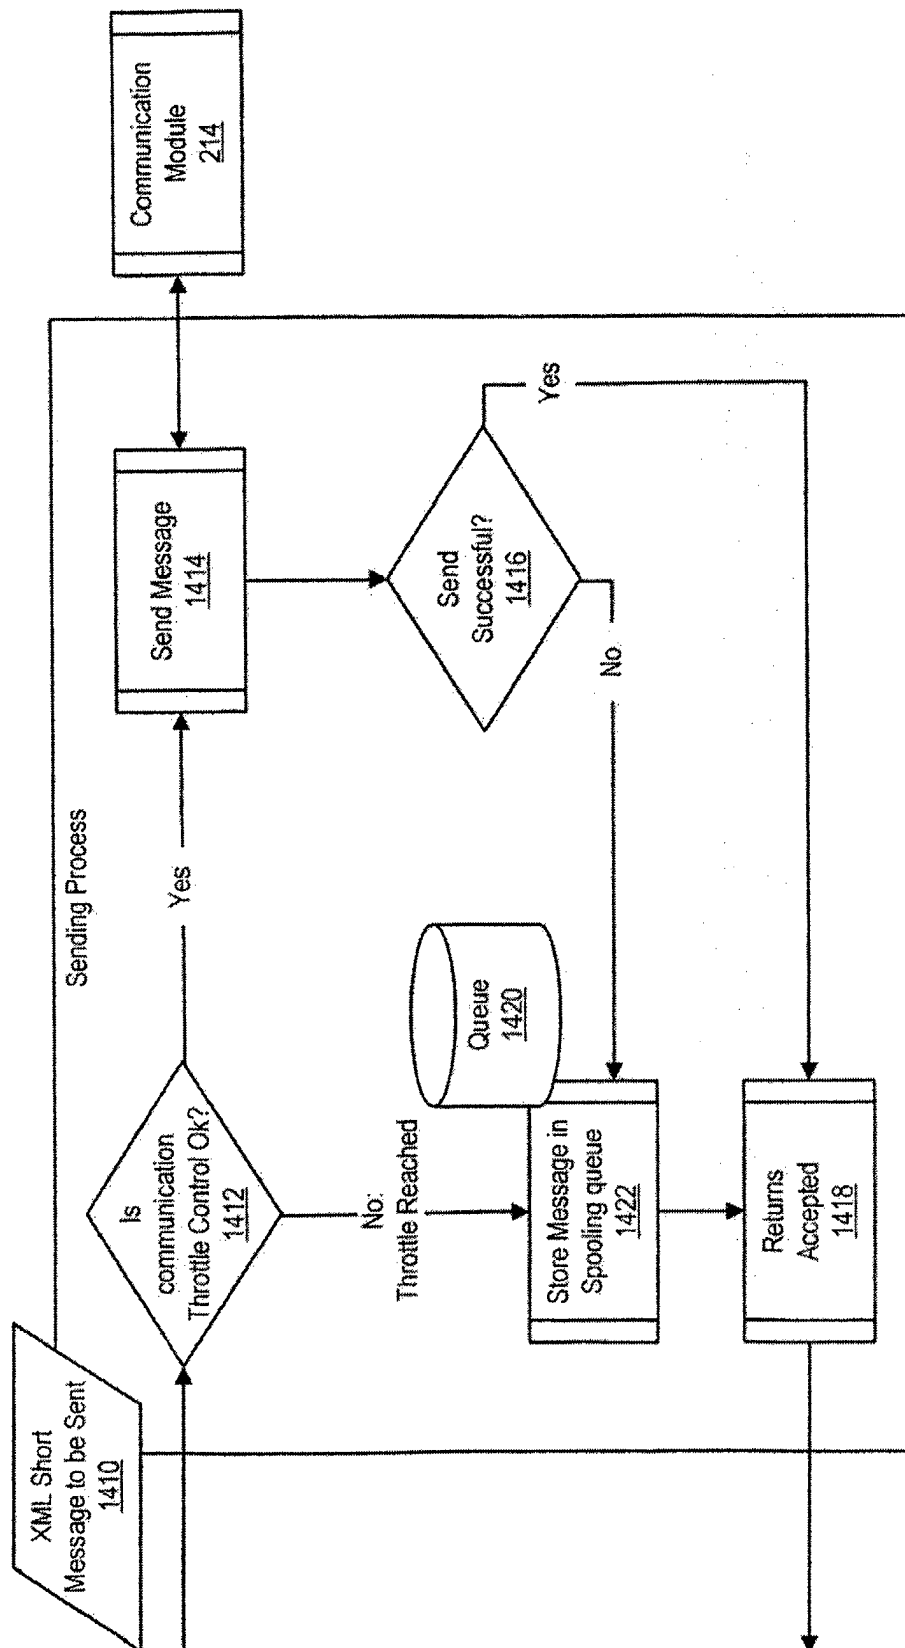 XML Short
Message to be Sent
1410
Sending Process
Is
communication
Throttle Control Ok?
1412
Yes
Send Message
1414
Communication
Module
214
No:
Throttle Reached
Queue
1420
Send
Successful?
1416
No
Yes
Store Message in
Spooling queue
1422
Returns
Accepted
1418